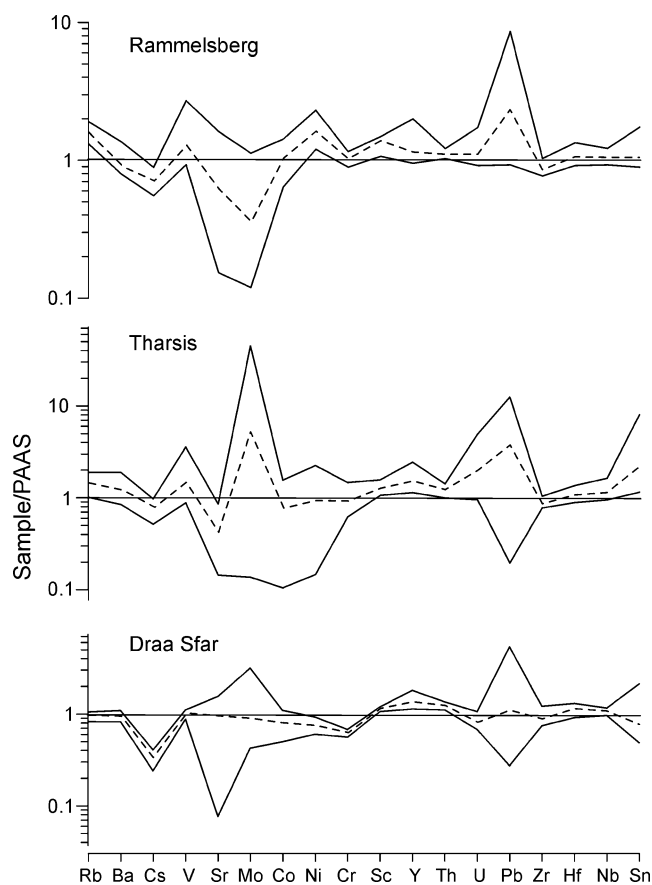 10
Rammelsberg
1
0.1
Tharsis
10
1
0.1
Sample/PAAS
Draa Sfar
1
0.1
Rb Ba Cs V Sr Mo Co Ni Cr Sc Y Th U Pb Zr Hf Nb Sn